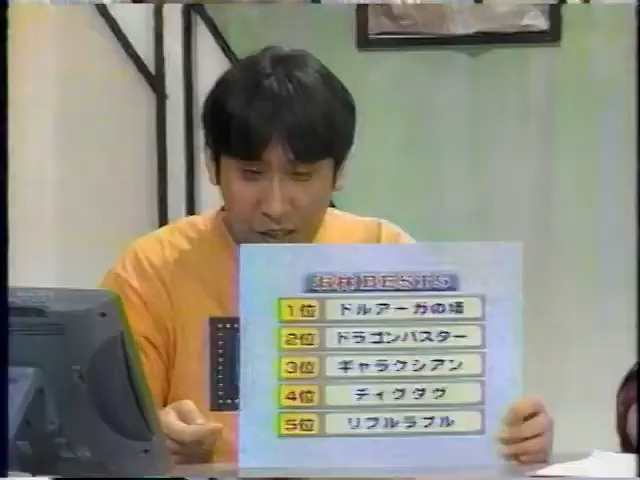 BEST5
1位 ドルアーガの塔
2位 ドラゴンバスター
3位 ギャラクシアン
4位 ディグダグ
5位 リブルラブル